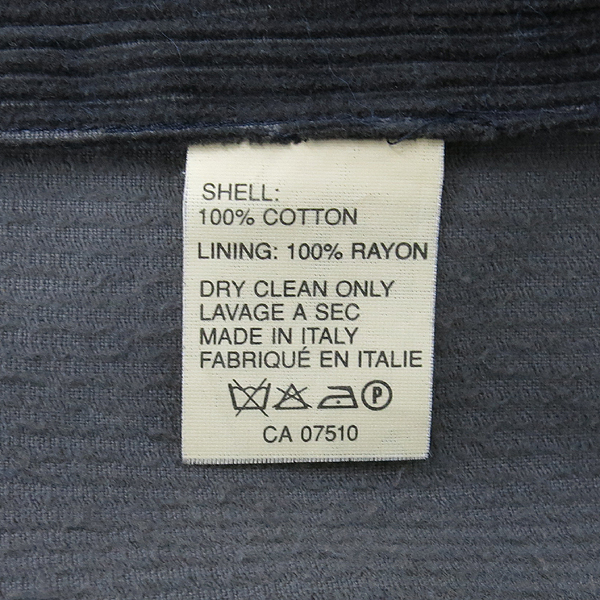 SHELL:
100% COTTON
LINING: 100% RAYON
DRY CLEAN ONLY
LAVAGE A SEC
MADE IN ITALY
FABRIQUÉ EN ITALIE
P
CA 07510